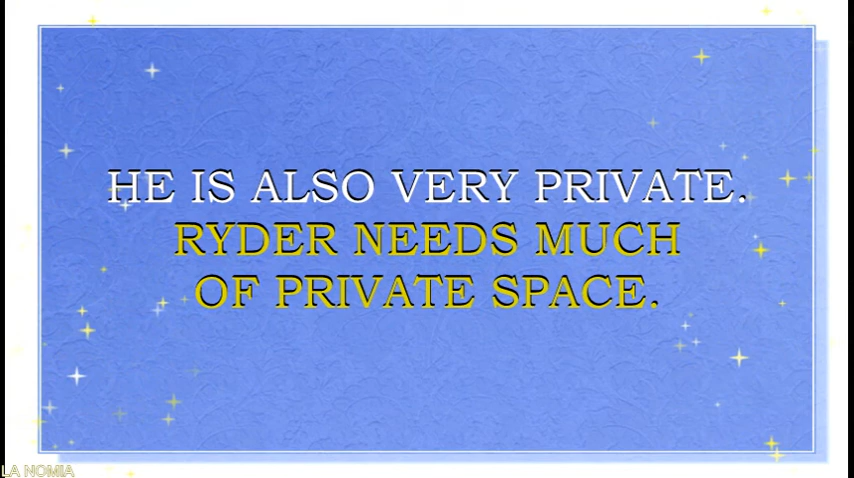 HE IS ALSO VERY PRIVATE.
RYDER NEEDS MUCH
OF PRIVATE SPACE.
LA NOMIA